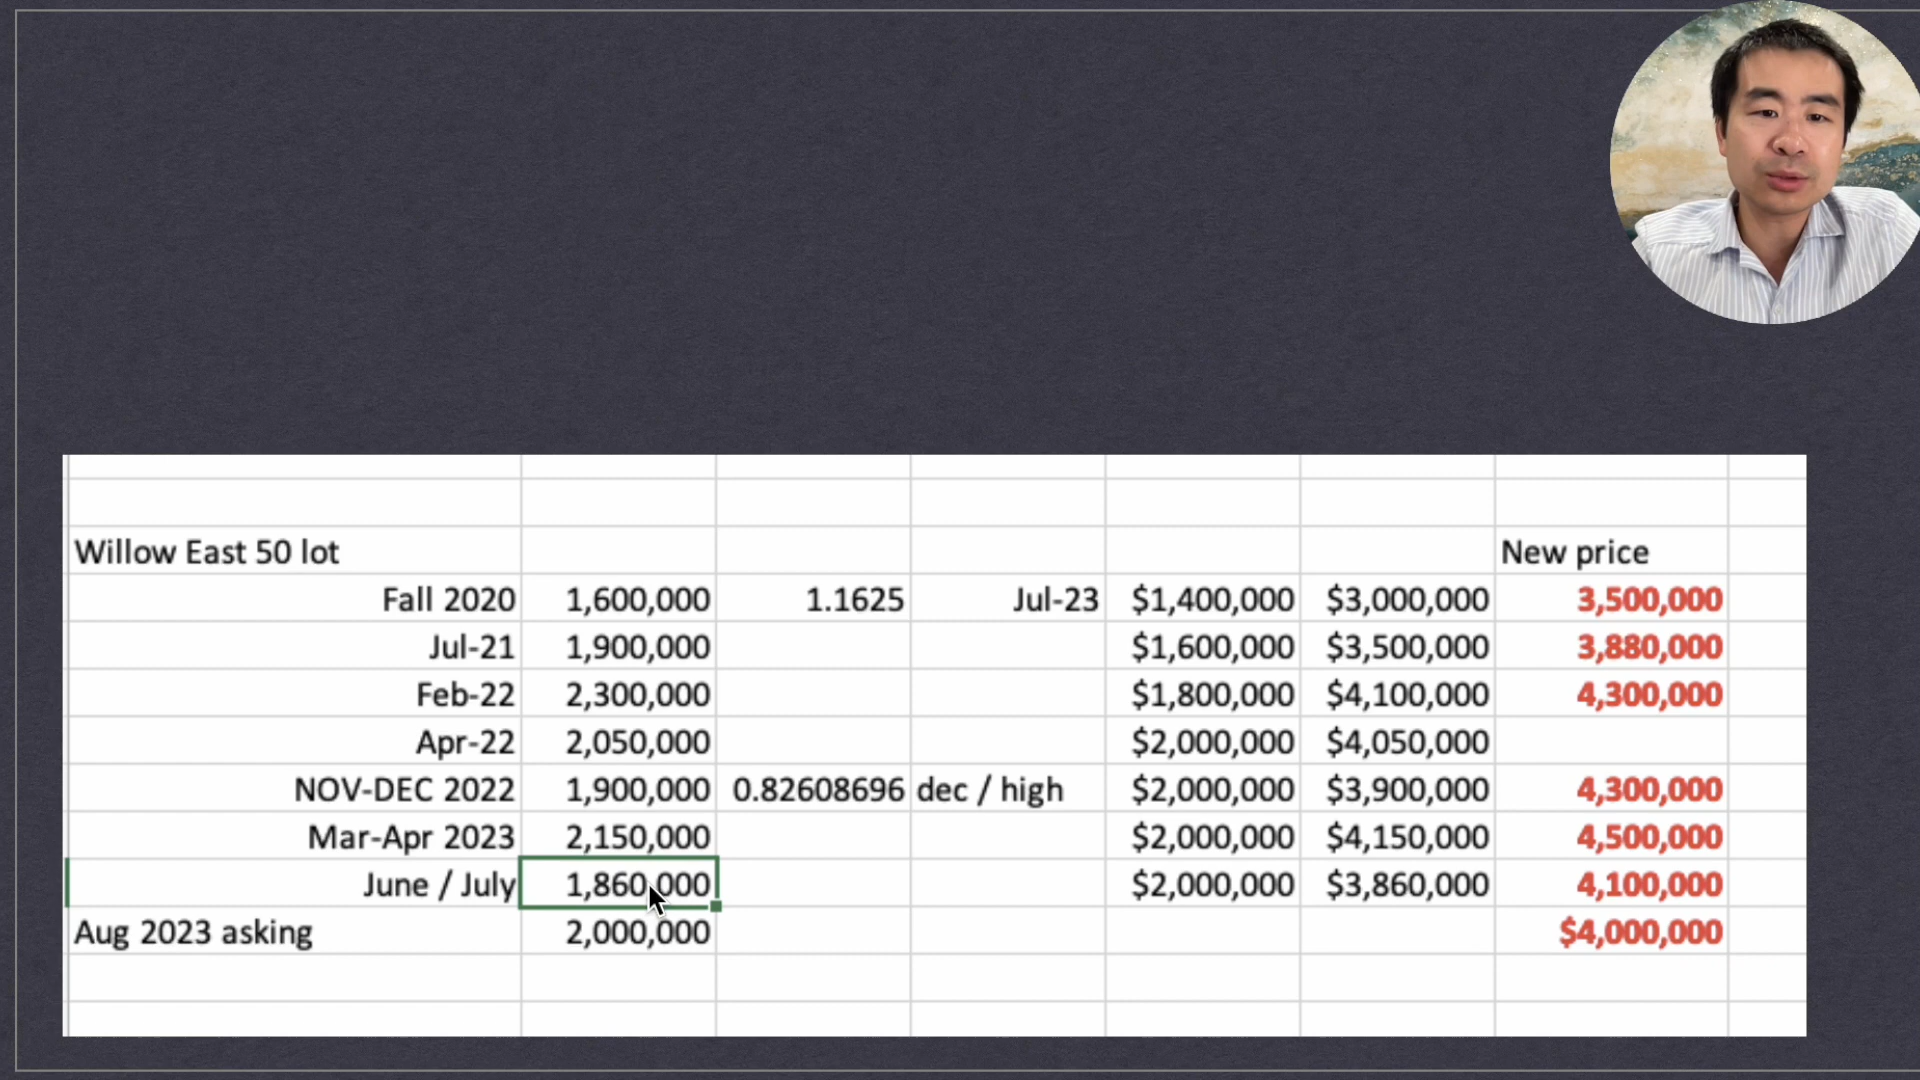 Willow East 50 lot New price
Fall 2020 1,600,000 1.1625 Jul-23 $1,400,000 $3,000,000 3,500,000
Jul-21 1,900,000 $1,600,000 $3,500,000 3,880,000
Feb-22 2,300,000 $1,800,000 $4,100,000 4,300,000
Apr-22 2,050,000 $2,000,000 $4,050,000
NOV-DEC 2022 1,900,000 0.82608696 dec / high $2,000,000 $3,900,000 4,300,000
Mar-Apr 2023 2,150,000 $2,000,000 $4,150,000 4,500,000
June / July 1,860,000 $2,000,000 $3,860,000 4,100,000
Aug 2023 asking 2,000,000 $4,000,000